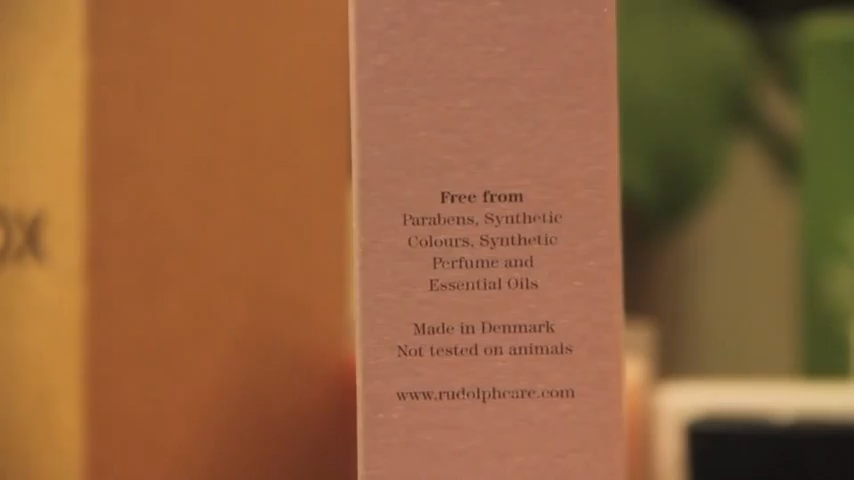 Free from
Parabens, Synthetic
Colours, Synthetic
Perfume and
Essential Oils
Made in Denmark
Not tested on animals
www.rudolphcare.com